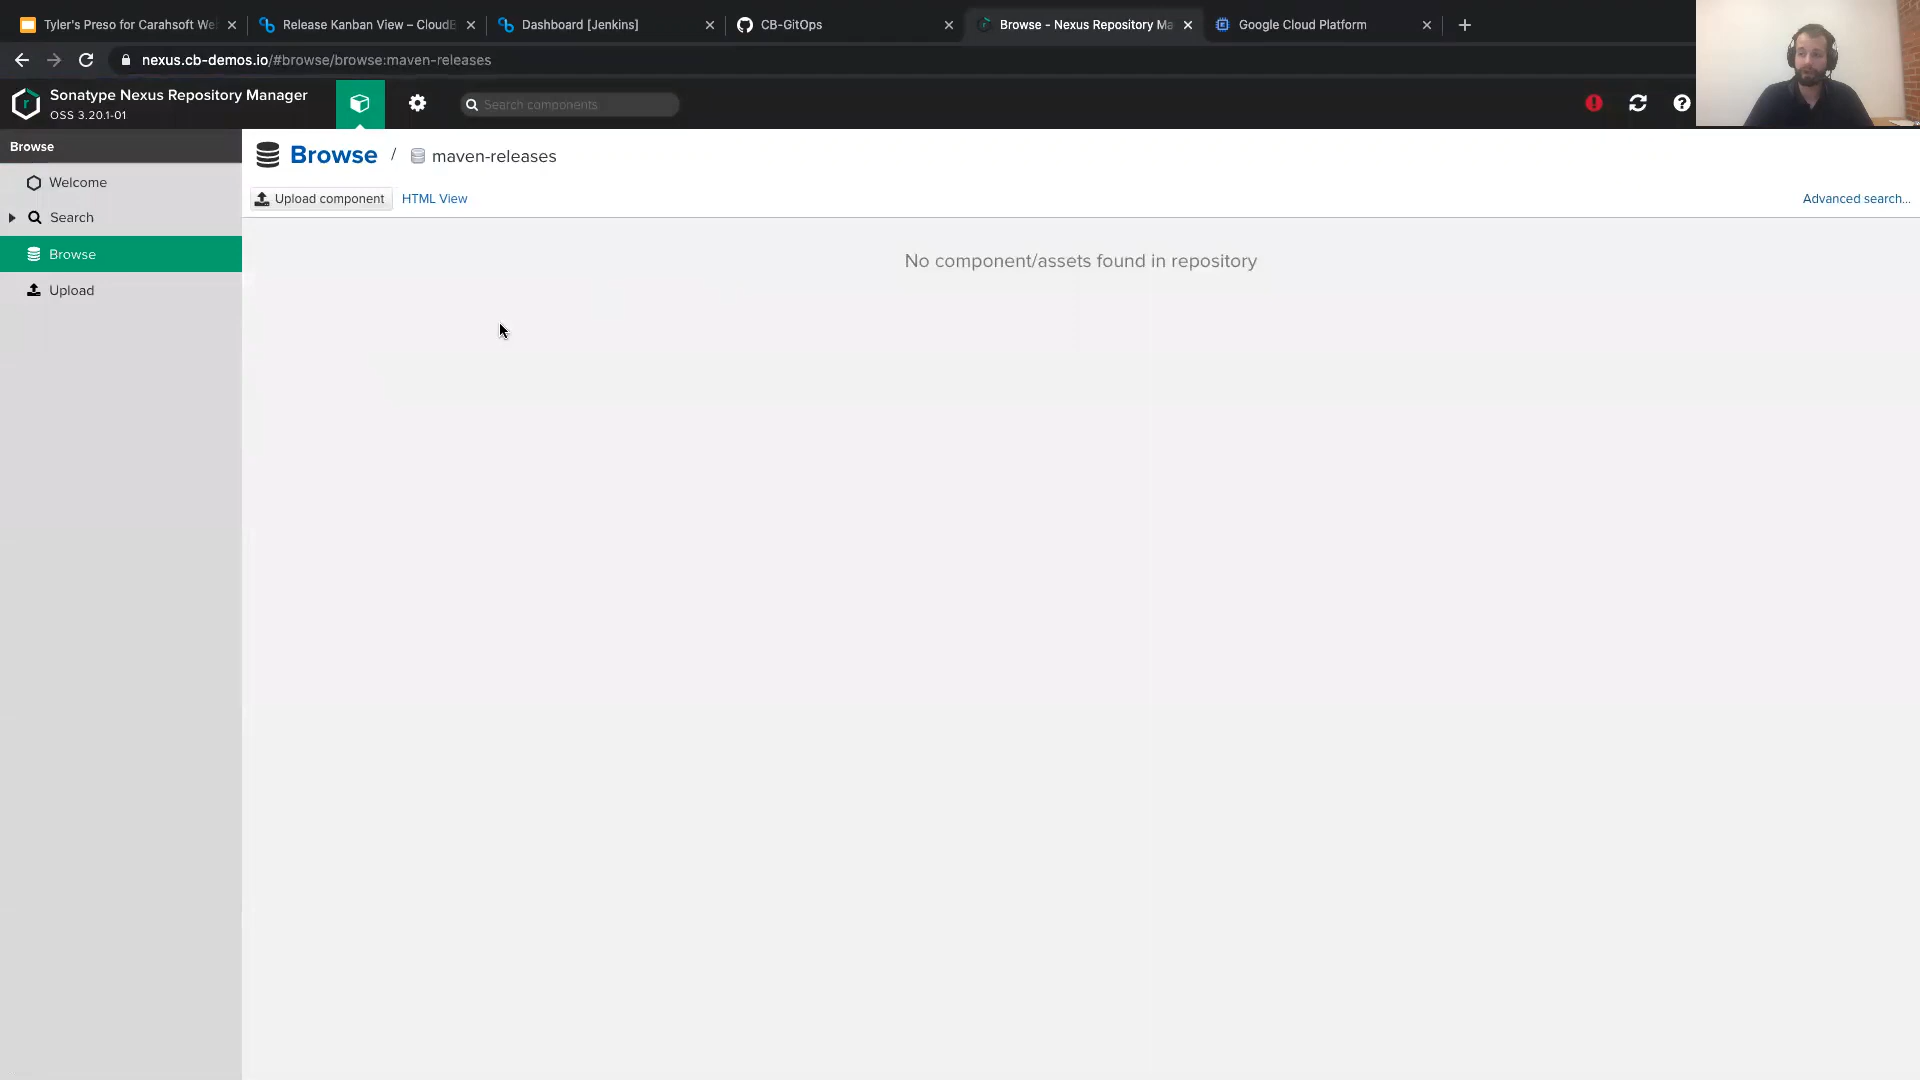 Tyler's Preso for Carahsoft We
Release Kanban View – CloudB
Dashboard [Jenkins]
CB-GitOps
Browse - Nexus Repository Ma
Google Cloud Platform
nexus.cb-demos.io/#browse/browse:maven-releases
Sonatype Nexus Repository Manager
OSS 3.20.1-01
Search components
Browse
Welcome
Search
Browse
Upload
Browse / maven-releases
Upload component
HTML View
Advanced search...
No component/assets found in repository